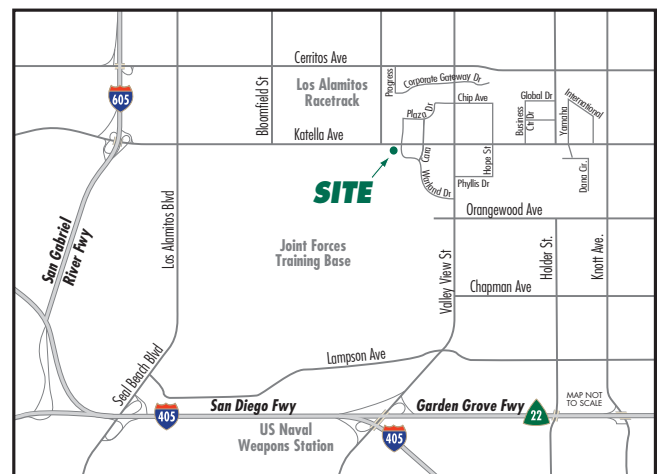 Cerritos Ave
605
Bloomfield St
Los Alamitos
Racetrack
Progress
Corporate Gateway Dr
Plaza Dr
Chip Ave
Global Dr
Business
Ctr Dr
Yamaha
International
Katella Ave
SITE
Cara
Warland Dr
Hope St
Phyllis Dr
Dana Cir.
Los Alamitos Blvd
Orangewood Ave
San Gabriel
River Fwy
Joint Forces
Training Base
Valley View St
Holder St.
Knott Ave.
Chapman Ave
Lampson Ave
Seal Beach Blvd
405
San Diego Fwy
Garden Grove Fwy
22
MAP NOT
TO SCALE
US Naval
Weapons Station
405